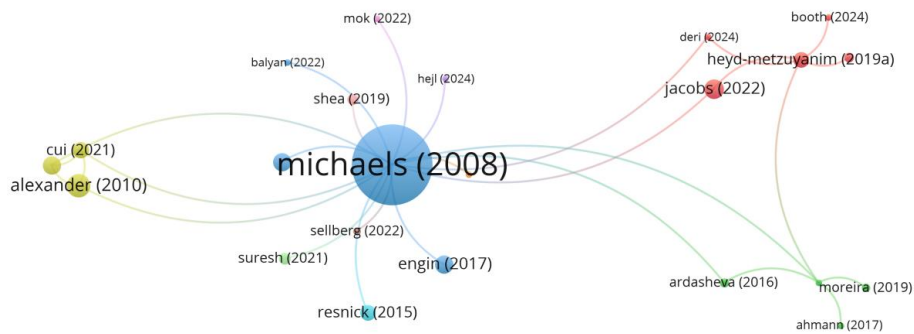 mok (2022)
booth (2024)
deri (2024)
heyd-metzuyanim (2019a)
balyan (2022)
hejl (2024)
jacobs (2022)
shea (2019)
cui (2021)
michaels (2008)
alexander (2010)
sellberg (2022)
suresh (2021)
engin (2017)
ardasheva (2016)
moreira (2019)
resnick (2015)
ahmann (2017)